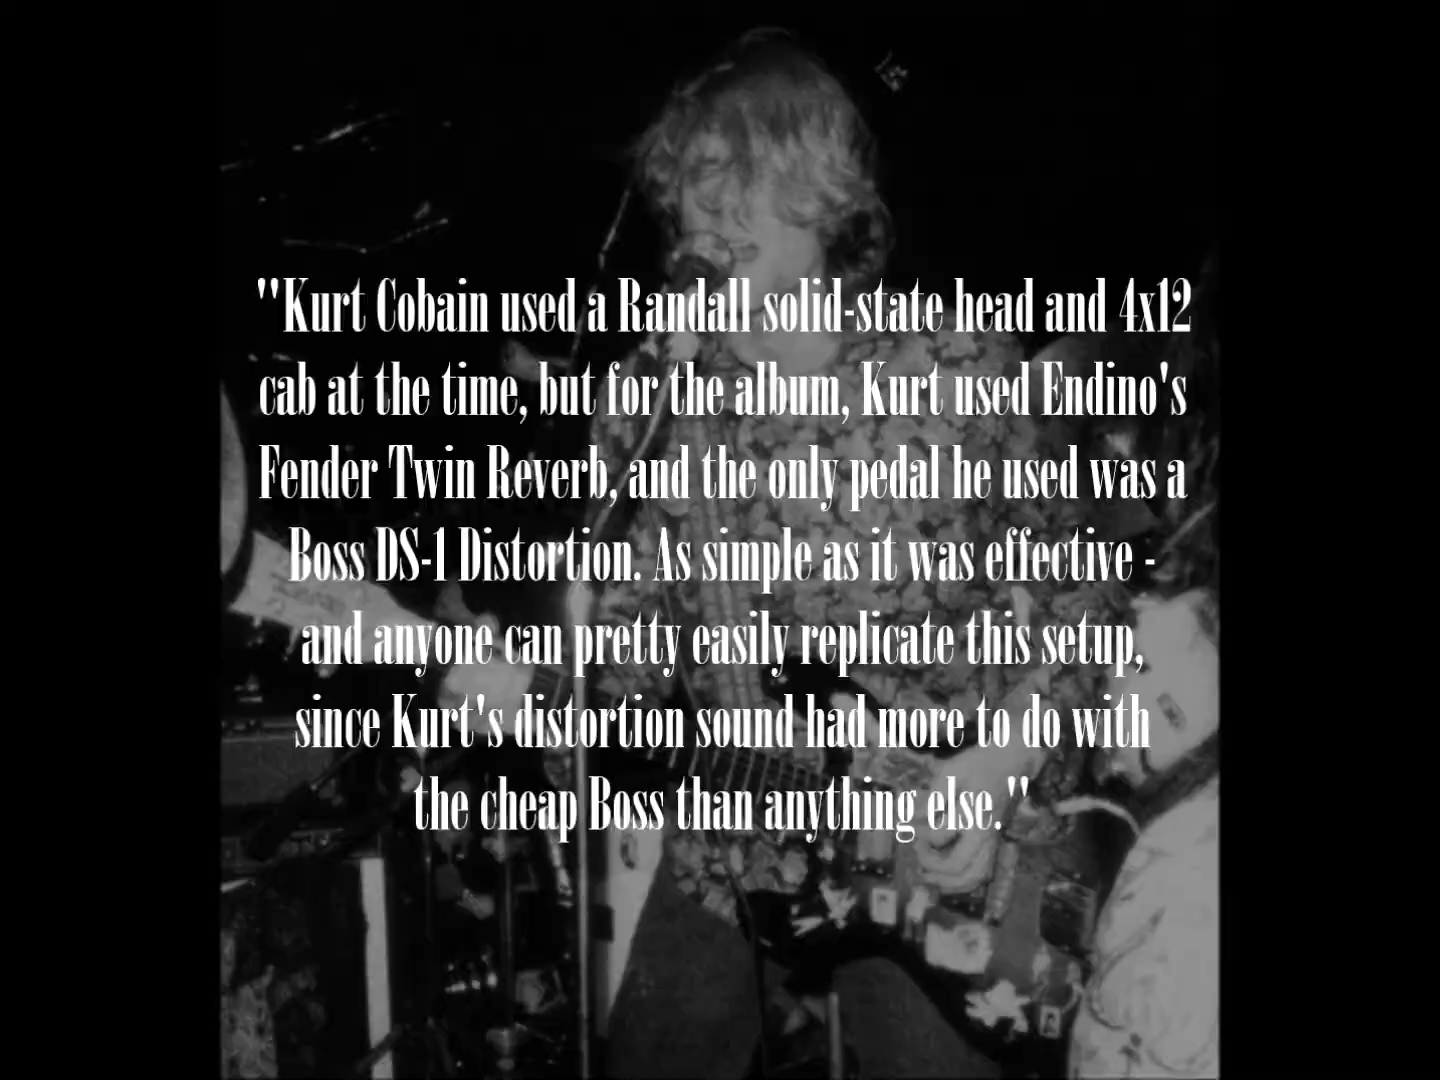 "Kurt Cobain used a Randall solid-state head and 4x12
cab at the time, but for the album, Kurt used Endino's
Fender Twin Reverb, and the only pedal he used was a
Boss DS-1 Distortion. As simple as it was effective -
and anyone can pretty easily replicate this setup,
since Kurt's distortion sound had more to do with
the cheap Boss than anything else."